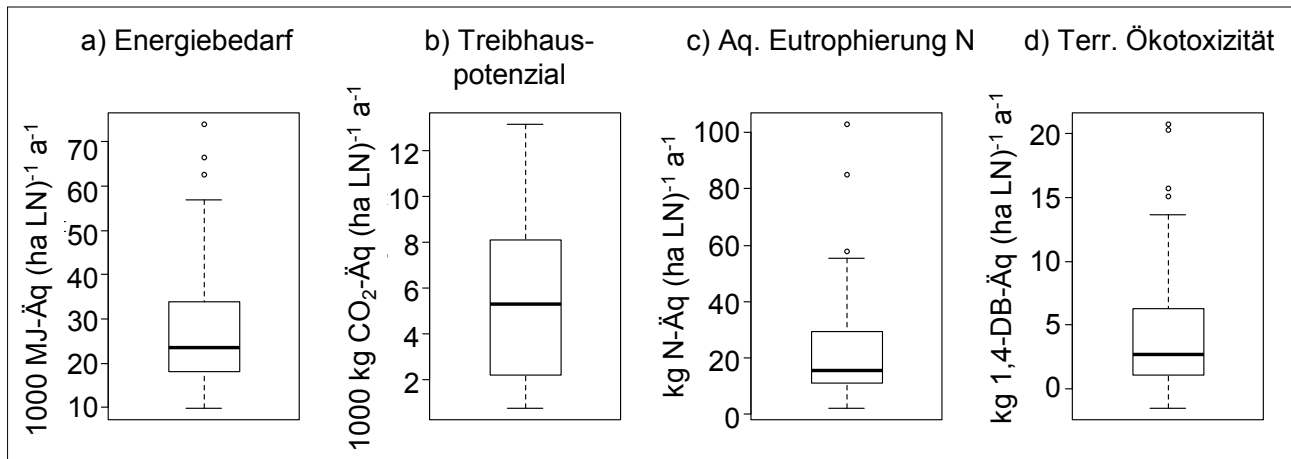 a) Energiebedarf
1000 MJ-Äq (ha LN)⁻¹ a⁻¹
70
60
50
40
30
20
10
b) Treibhaus-
potenzial
1000 kg CO₂-Äq (ha LN)⁻¹ a⁻¹
12
10
8
6
4
2
c) Aq. Eutrophierung N
kg N-Äq (ha LN)⁻¹ a⁻¹
100
80
60
40
20
0
d) Terr. Ökotoxizität
kg 1,4-DB-Äq (ha LN)⁻¹ a⁻¹
20
15
10
5
0